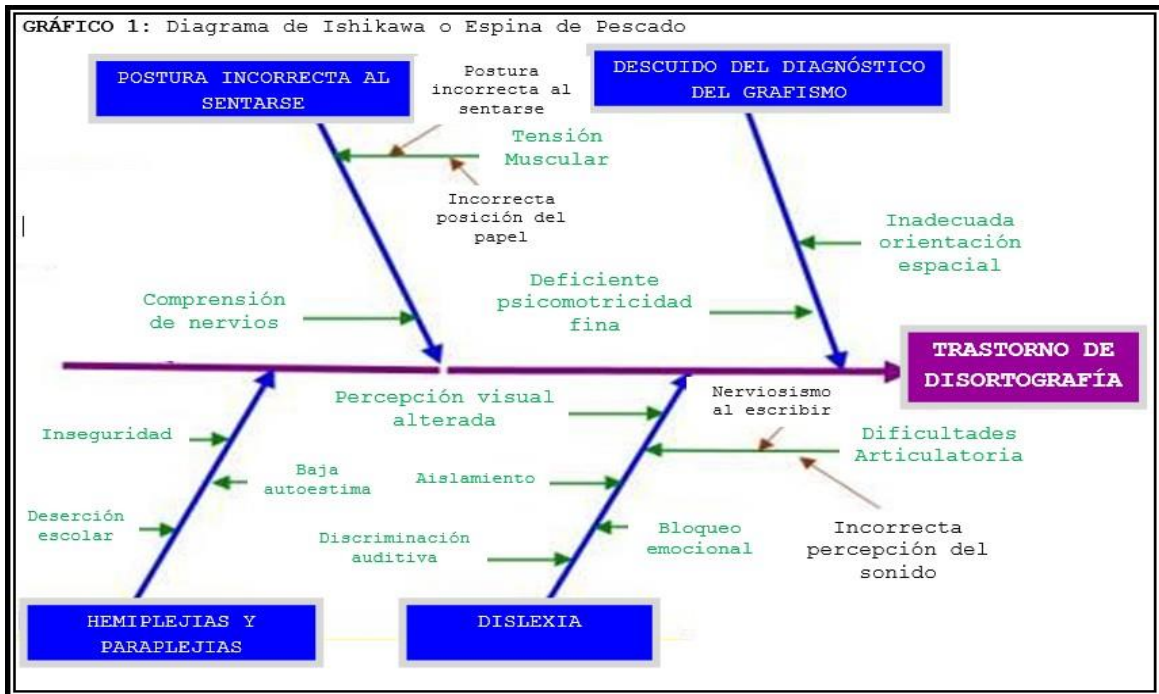 GRÁFICO 1: Diagrama de Ishikawa o Espina de Pescado
POSTURA INCORRECTA AL
SENTARSE
Postura
incorrecta al
sentarse
DESCUIDO DEL DIAGNÓSTICO
DEL GRAFISMO
Tensión
Muscular
Incorrecta
posición del
papel
Inadecuada
orientación
espacial
Comprensión
de nervios
Deficiente
psicomotricidad
fina
TRASTORNO DE
DISORTOGRAFÍA
Percepción visual
alterada
Nerviosismo
al escribir
Inseguridad
Dificultades
Articulatoria
Baja
autoestima
Aislamiento
Deserción
escolar
Discriminación
auditiva
Bloqueo
emocional
Incorrecta
percepción del
sonido
HEMIPLEJIAS Y
PARAPLEJIAS
DISLEXIA